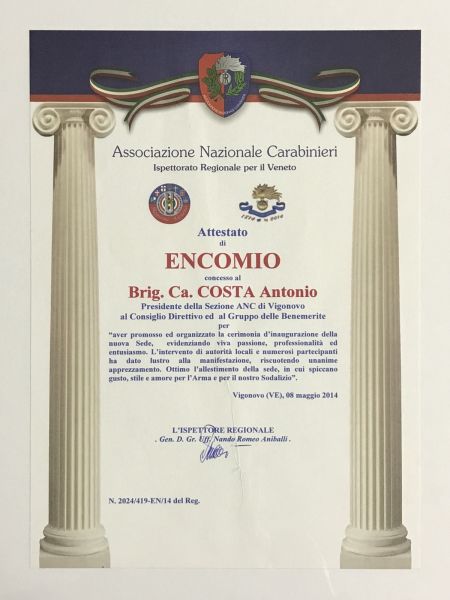 Associazione Nazionale Carabinieri
Ispettorato Regionale per il Veneto
1814 2014
Attestato
di
ENCOMIO
concesso al
Brig. Ca. COSTA Antonio
Presidente della Sezione ANC di Vigonovo
al Consiglio Direttivo ed al Gruppo delle Benemerite
per
“aver promosso ed organizzato la cerimonia d’inaugurazione della
nuova Sede, evidenziando viva passione, professionalità ed
entusiasmo. L’intervento di autorità locali e numerosi partecipanti
ha dato lustro alla manifestazione, riscuotendo unanime
apprezzamento. Ottimo l’allestimento della sede, in cui spiccano
gusto, stile e amore per l’Arma e per il nostro Sodalizio”.
Vigonovo (VE), 08 maggio 2014
L’ISPETTORE REGIONALE
. Gen. D. Gr. Uff. Nando Romeo Aniballi .
N. 2024/419-EN/14 del Reg.